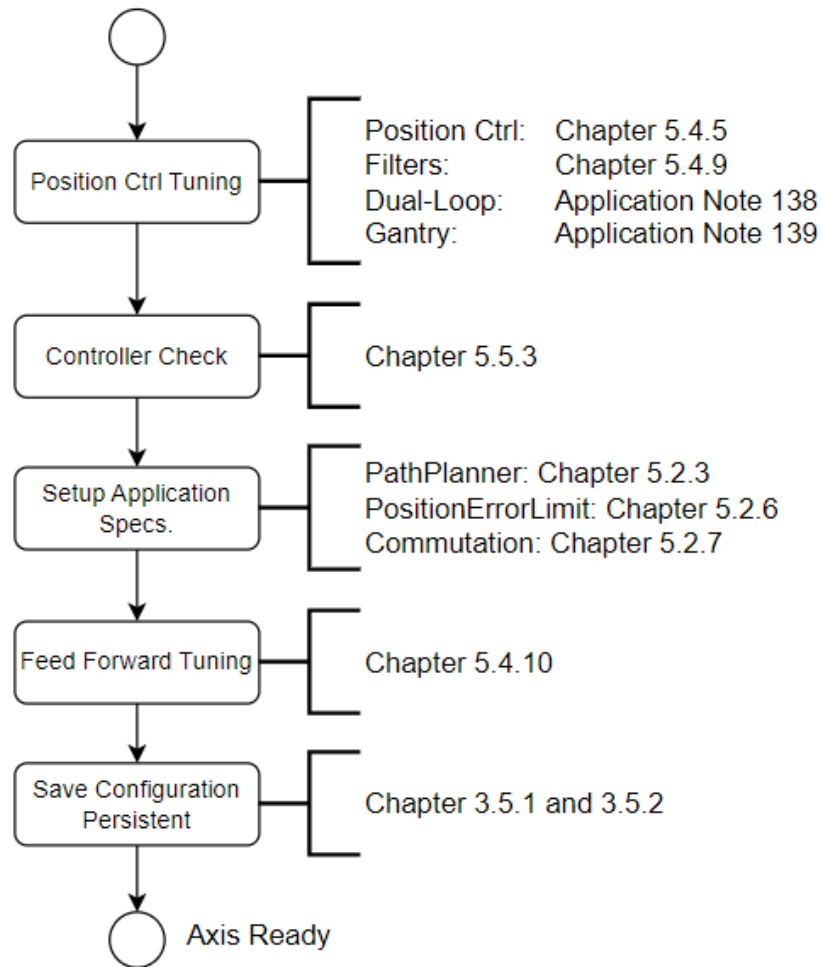 Position Ctrl Tuning
Position Ctrl: Chapter 5.4.5
Filters: Chapter 5.4.9
Dual-Loop: Application Note 138
Gantry: Application Note 139
Controller Check
Chapter 5.5.3
Setup Application
Specs.
PathPlanner: Chapter 5.2.3
PositionErrorLimit: Chapter 5.2.6
Commutation: Chapter 5.2.7
Feed Forward Tuning
Chapter 5.4.10
Save Configuration
Persistent
Chapter 3.5.1 and 3.5.2
Axis Ready